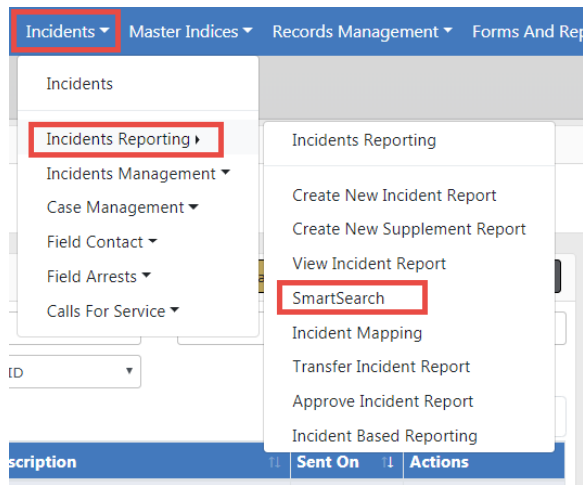 Incidents Master Indices Records Management Forms And Rep
Incidents
Incidents Reporting
Incidents Management
Case Management
Field Contact
Field Arrests
Calls For Service
Incidents Reporting
Create New Incident Report
Create New Supplement Report
View Incident Report
SmartSearch
Incident Mapping
Transfer Incident Report
Approve Incident Report
Incident Based Reporting
ID
scription Sent On Actions